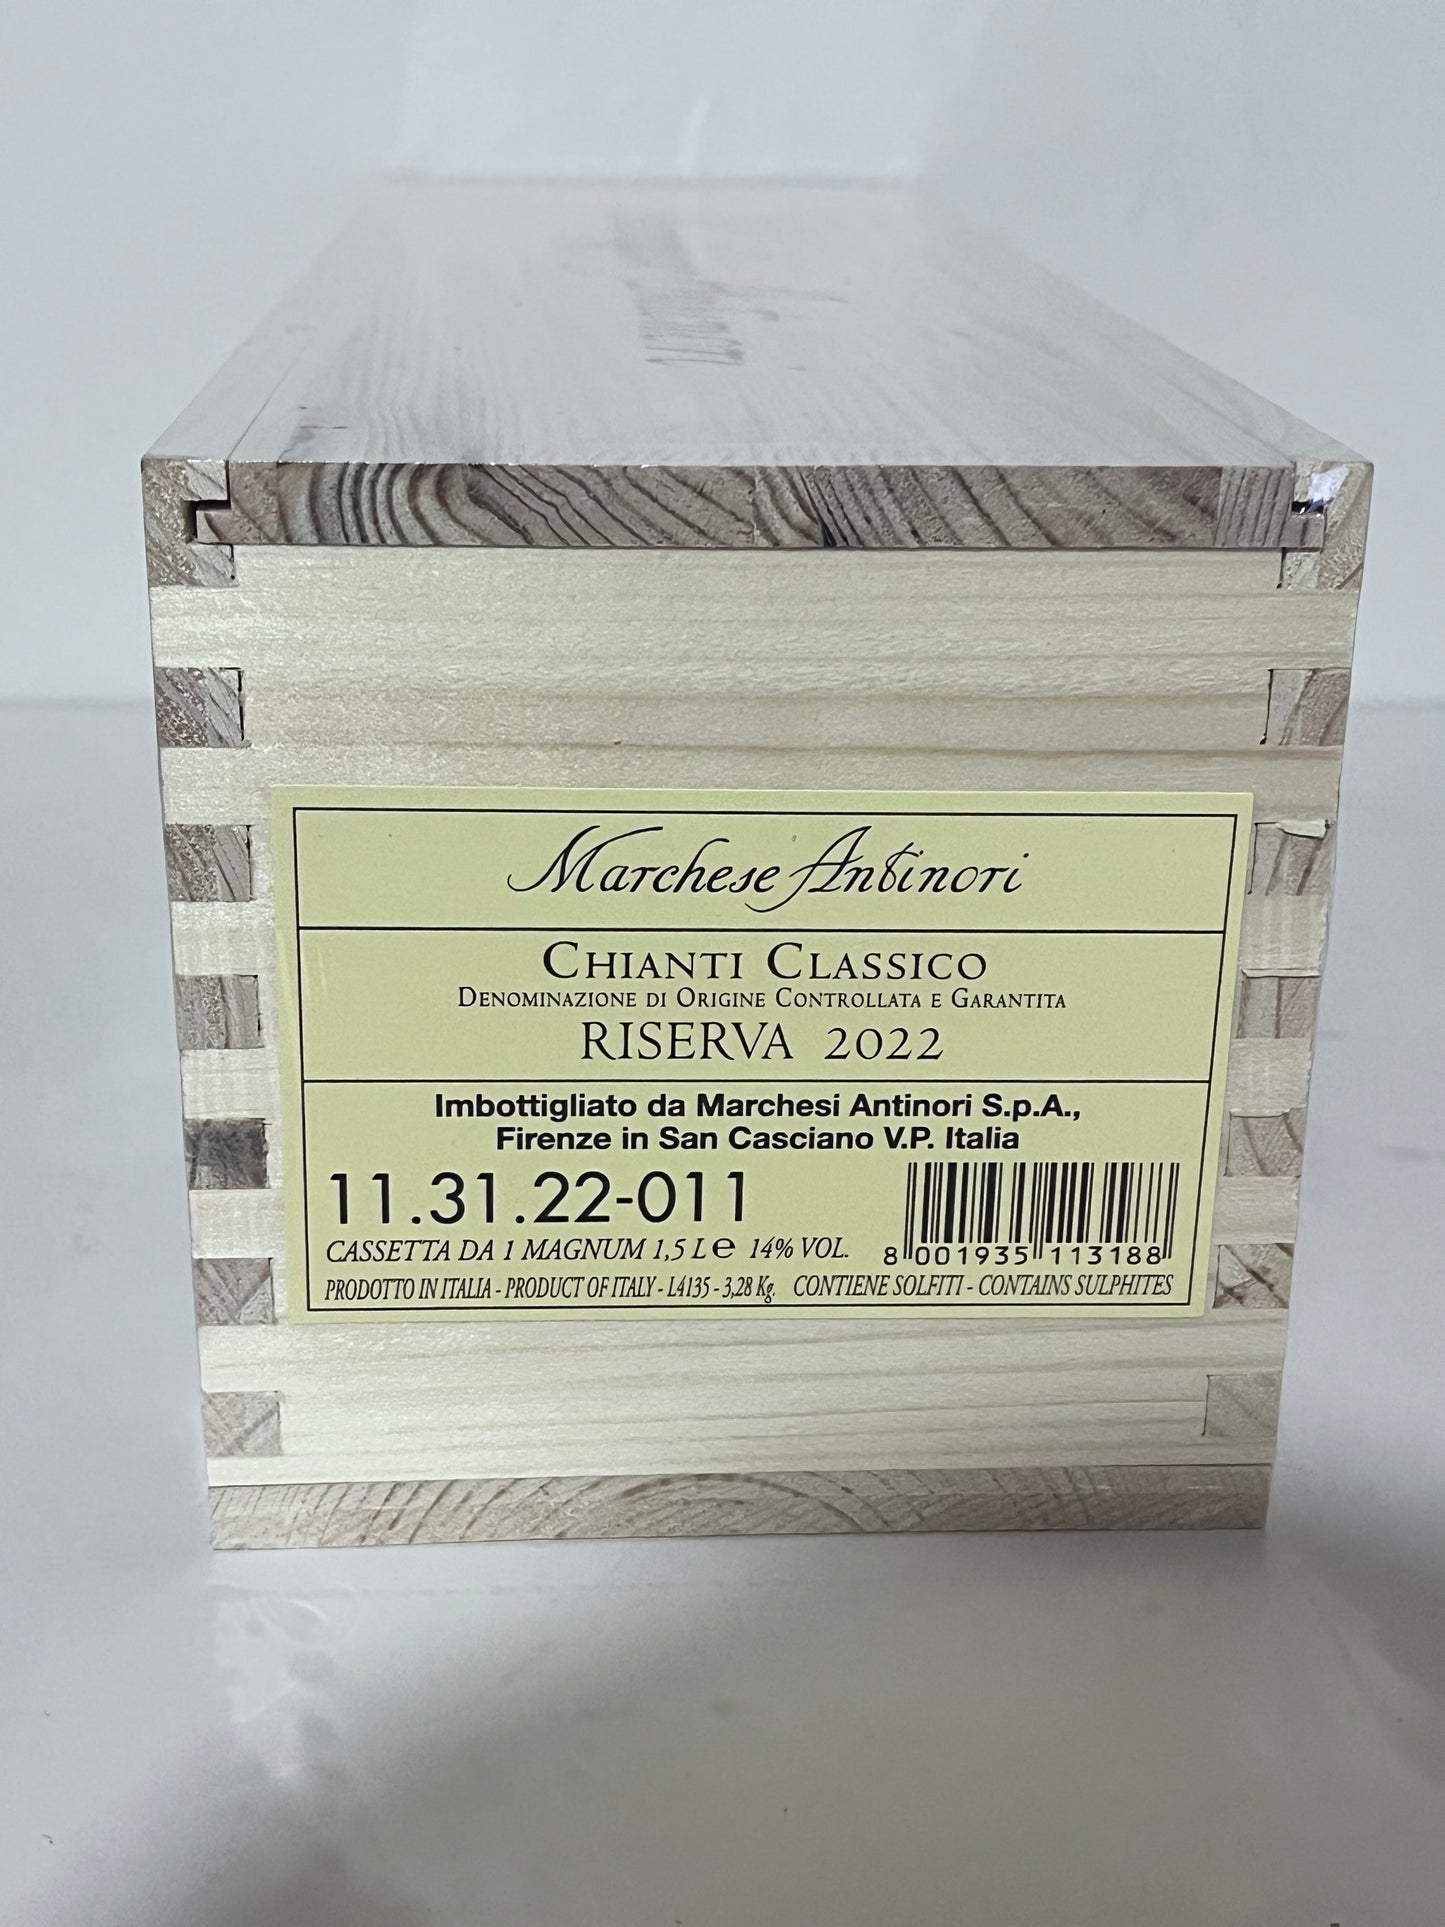 Marchese Antinori
CHIANTI CLASSICO
DENOMINAZIONE DI ORIGINE CONTROLLATA E GARANTITA
RISERVA 2022
Imbottigliato da Marchesi Antinori S.p.A.,
Firenze in San Casciano V.P. Italia
11.31.22-011
CASSETTA DA 1 MAGNUM 1,5 L ℮ 14% VOL.
8 001935 113188
PRODOTTO IN ITALIA - PRODUCT OF ITALY - L4135 - 3,28 Kg. CONTIENE SOLFITI - CONTAINS SULPHITES